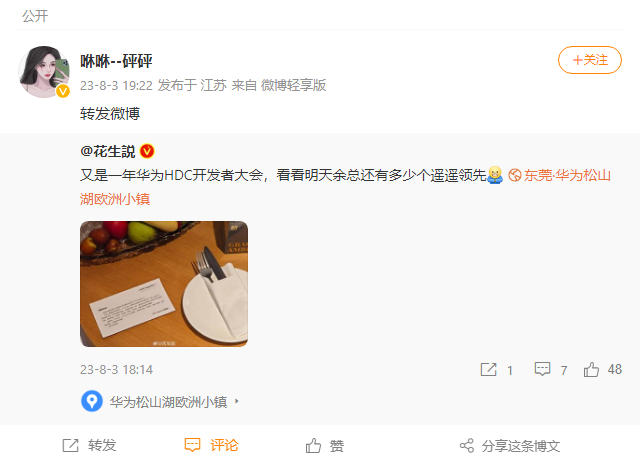 公开
咻咻--砰砰
+关注
23-8-3 19:22 发布于 江苏 来自 微博轻享版
转发微博
@花生説
又是一年华为HDC开发者大会，看看明天余总还有多少个遥遥领先 东莞·华为松山
湖欧洲小镇
23-8-3 18:14
1
7
48
华为松山湖欧洲小镇
转发
评论
赞
分享这条博文